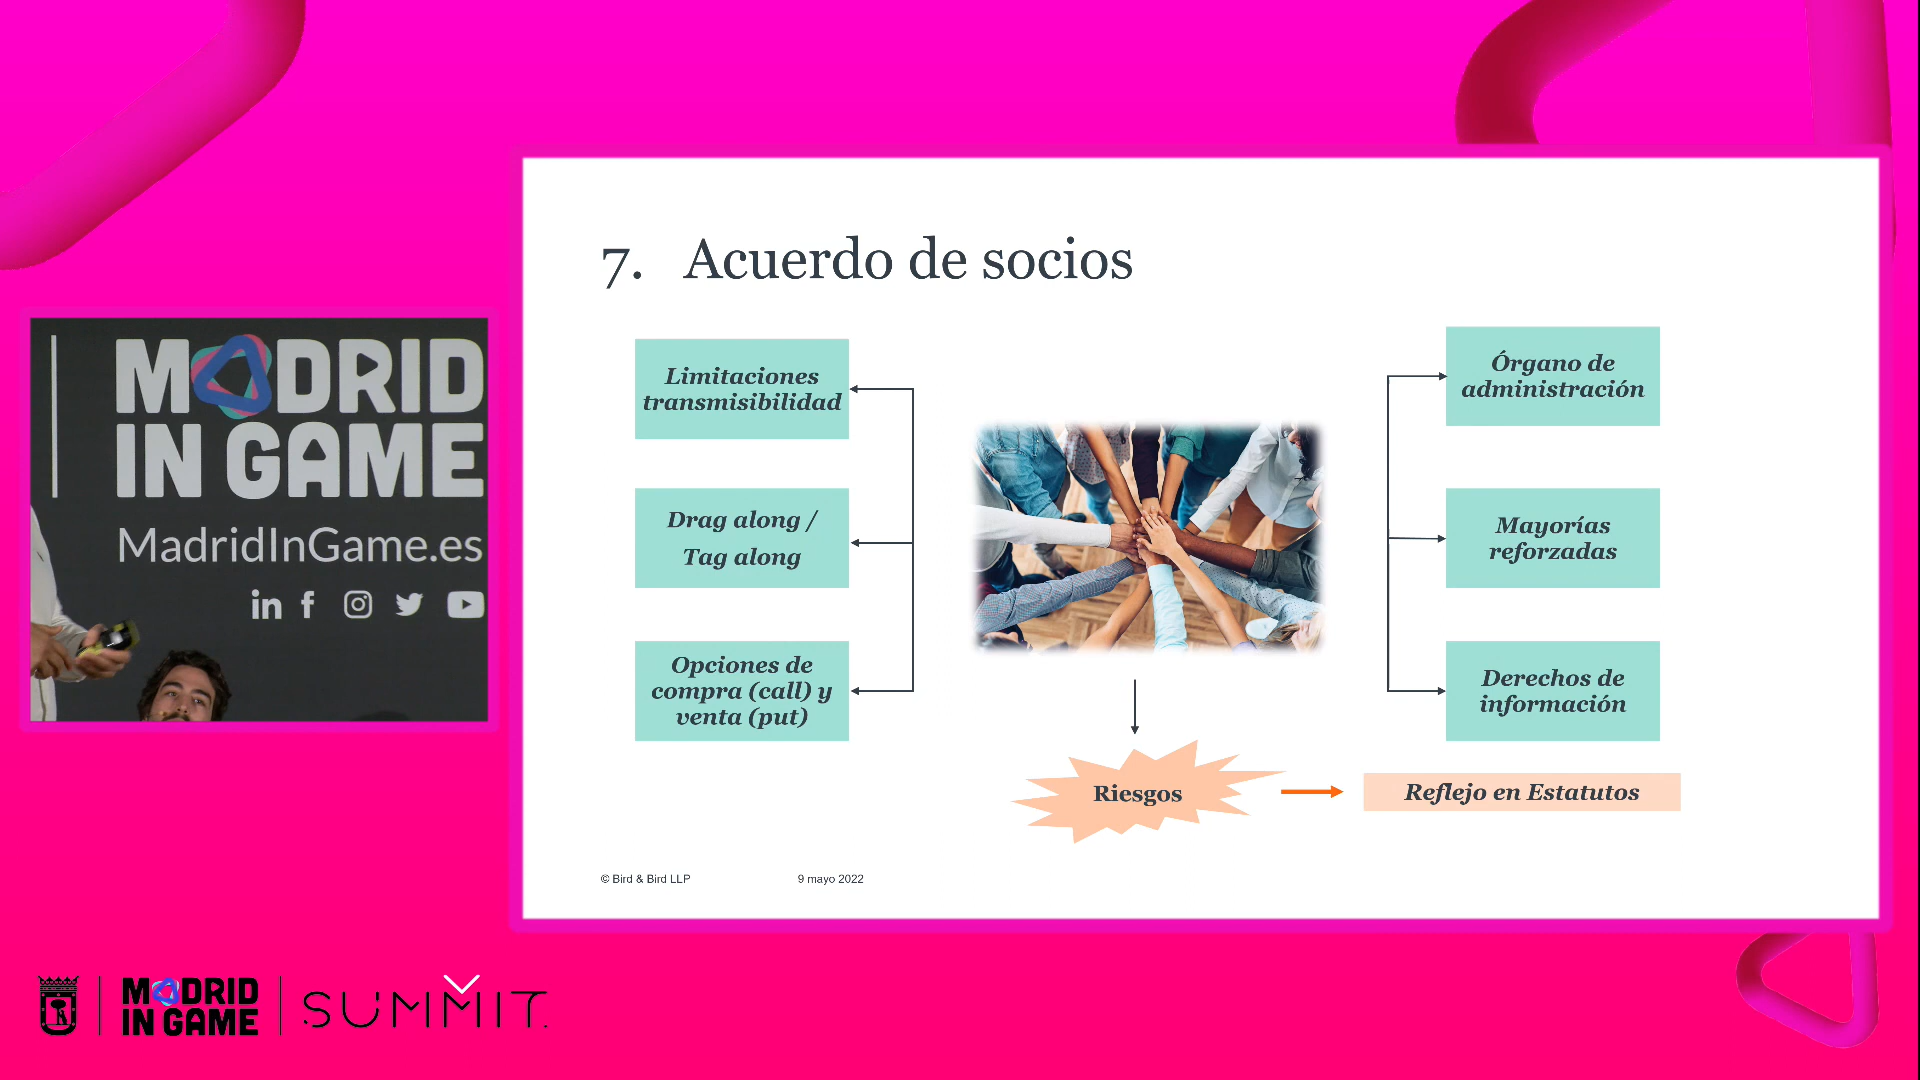 MADRID
IN GAME
MadridInGame.es
in f
7. Acuerdo de socios
Limitaciones
transmisibilidad
Drag along /
Tag along
Opciones de
compra (call) y
venta (put)
Órgano de
administración
Mayorías
reforzadas
Derechos de
información
Riesgos
Reflejo en Estatutos
© Bird & Bird LLP
9 mayo 2022
MADRID
IN GAME
SUMMIT.